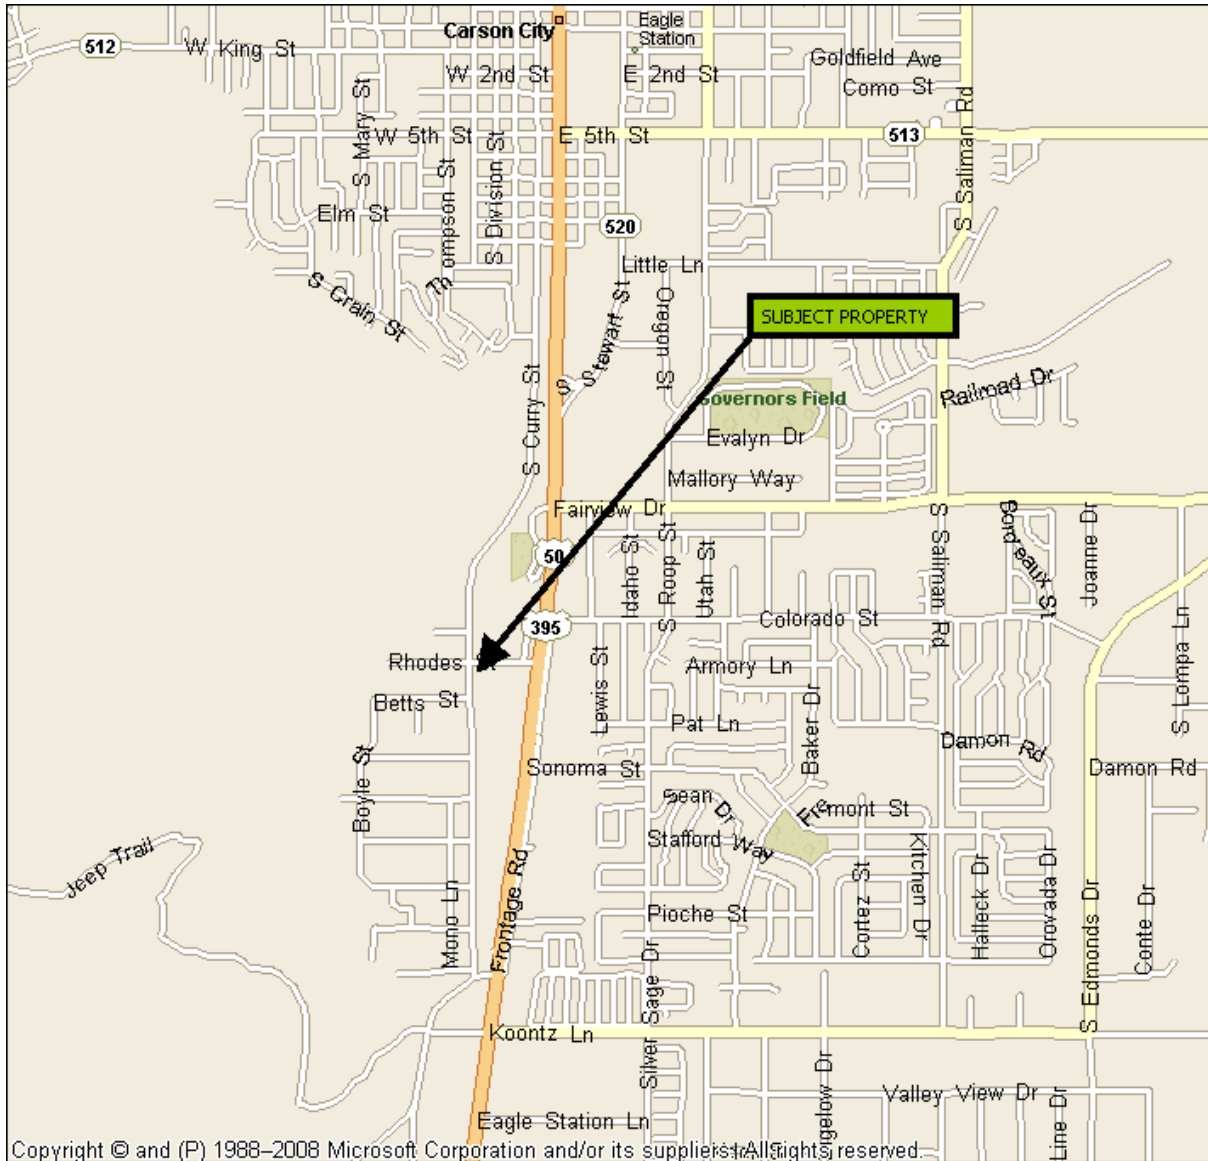 Carson City
Eagle
Station
512
W King St
Goldfield Ave
W 2nd St
E 2nd St
Como St
S Mary St
W 5th St
E 5th St
513
S Saliman Rd
S Division St
Thompson St
Elm St
520
Little Ln
S Crain St
Oregon St
SUBJECT PROPERTY
S Stewart St
S Curry St
Governors Field
Railroad Dr
Evalyn Dr
Mallory Way
Fairview Dr
50
Idaho St
S Roop St
Utah St
S Saliman Rd
Bordeaux St
Joanne Dr
395
Colorado St
Rhodes St
Lewis St
Armory Ln
S Lompa Ln
Betts St
Pat Ln
Baker Dr
Damon Rd
Damon Rd
Boyle St
Sonoma St
Sean Dr
Fremont St
Stafford Way
Jeep Trail
Kitchen Dr
Mono Ln
Frontage Rd
Pioche St
Cortez St
Halleck Dr
Orovada Dr
S Edmonds Dr
Conte Dr
Silver Sage Dr
Koontz Ln
Valley View Dr
Eagle Station Ln
Line Dr
Copyright © and (P) 1988–2008 Microsoft Corporation and/or its suppliers. All rights reserved.